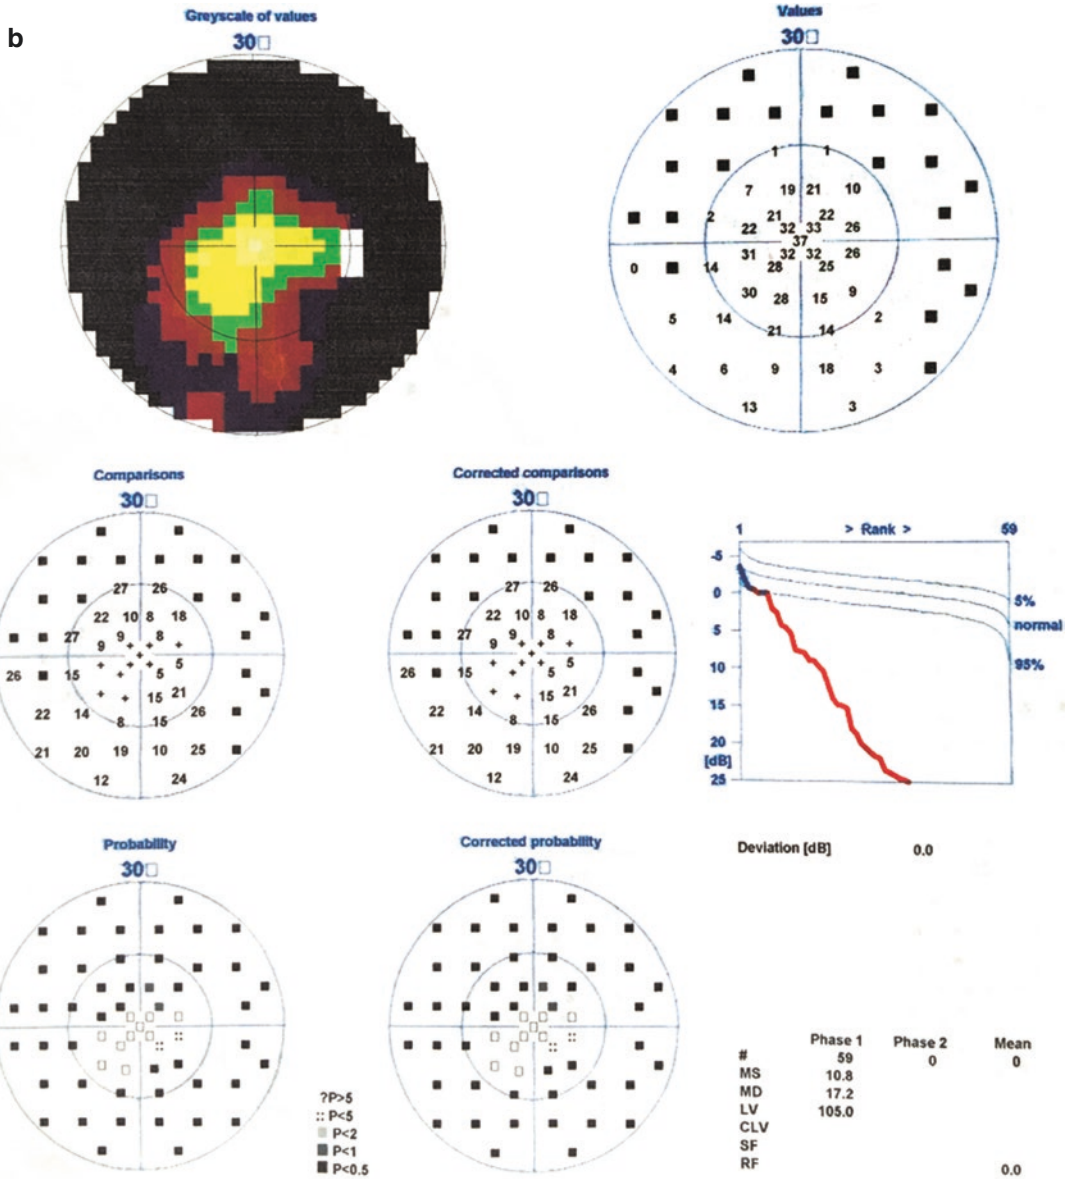 b
Greyscale of values
30□
Values
30□
1 1
7 19 21 10
2 21 22
22 32 33 26
37
31 32 32 26
0 14 28 25
30 28 15 9
5 14 21 14 2
4 6 9 18 3
13 3
Comparisons
30□
27 26
22 10 8 18
27 9 8
9 + + +
+
+ + + 5
26 15 + 5
+ + 15 21
22 14 8 15 26
21 20 19 10 25
12 24
Corrected comparisons
30□
27 26
22 10 8 18
27 9 8
9 + + +
+
+ + + 5
26 15 + 5
+ + 15 21
22 14 8 15 26
21 20 19 10 25
12 24
1 > Rank > 59
-5
0
5
10
15
20
[dB]
25
5%
normal
95%
Probability
30□
Corrected probability
30□
?P>5
:: P<5
P<2
P<1
P<0.5
Deviation [dB] 0.0
Phase 1 Phase 2 Mean
# 59 0 0
MS 10.8
MD 17.2
LV 105.0
CLV
SF
RF 0.0